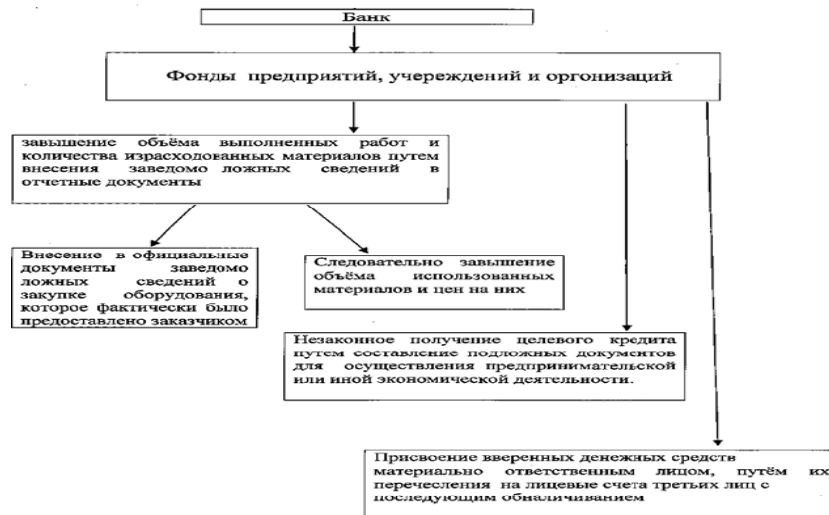 Банк
Фонды предприятий, учереждений и оргонизаций
завышение объёма выполненных работ и
количества израсходованных материалов путем
внесения заведомо ложных сведений в
отчетные документы
Внесение в официальные
документы заведомо
ложных сведений о
закупке оборудования,
которое фактически было
предоставлено заказчиком
Следовательно завышение
объёма использованных
материалов и цен на них
Незаконное получение целевого кредита
путем составление подложных документов
для осуществления предпринимательской
или иной экономической деятельности.
Присвоение вверенных денежных средств
материально ответственным лицом, путём их
перечесления на лицевые счета третьих лиц с
последующим обналичиванием